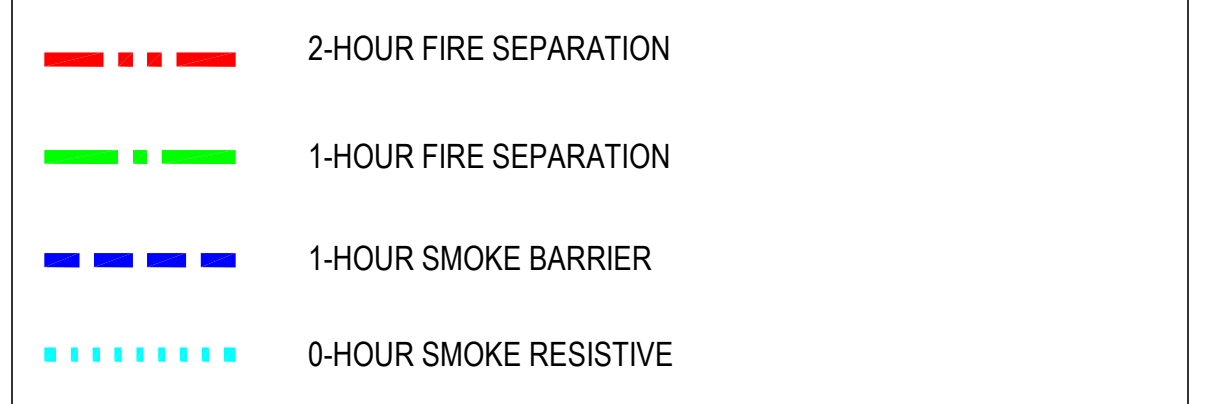 2-HOUR FIRE SEPARATION
1-HOUR FIRE SEPARATION
1-HOUR SMOKE BARRIER
0-HOUR SMOKE RESISTIVE